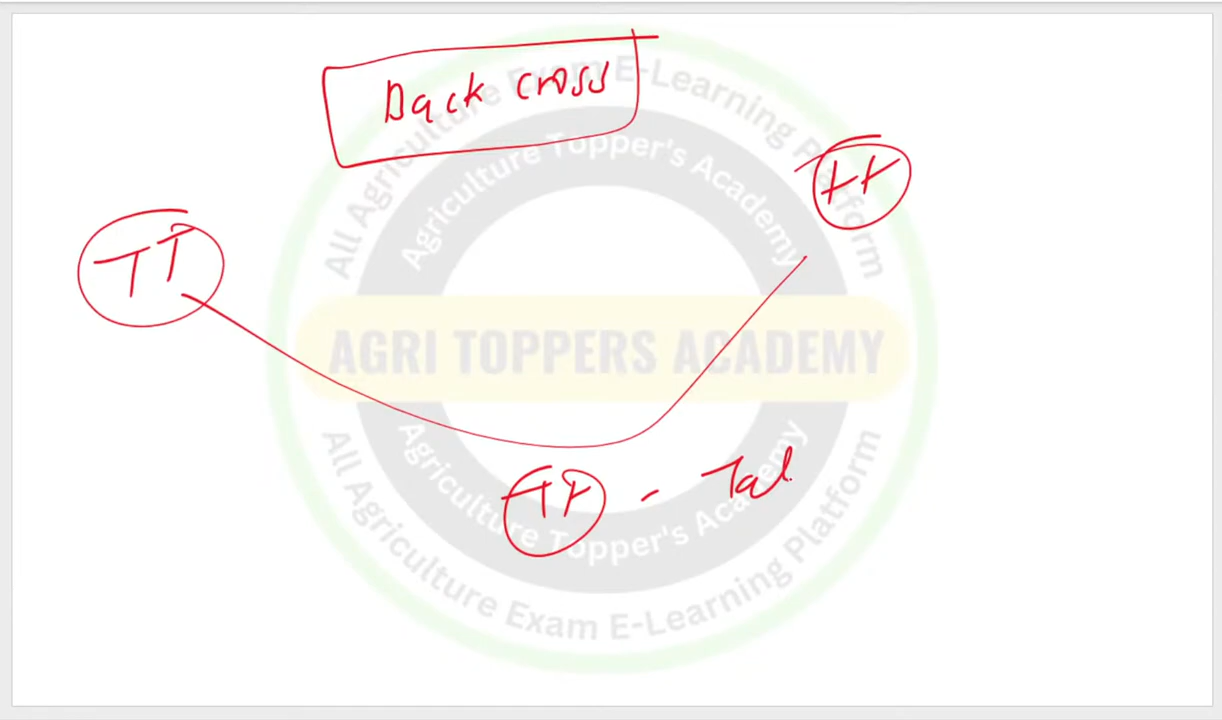 Back cross
TT
tt
Tt - Tal
All Agriculture Exam E-Learning Platform
Agriculture Topper's Academy
AGRI TOPPERS ACADEMY
Agriculture Topper's Academy
All Agriculture Exam E-Learning Platform